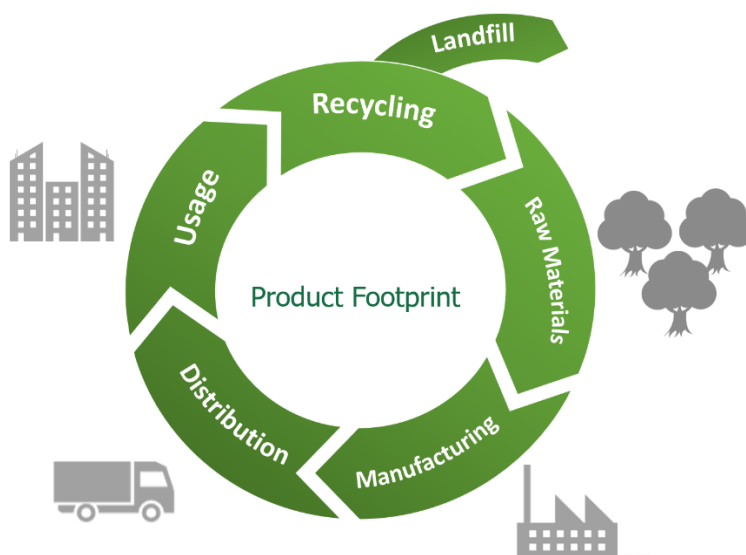 Landfill
Recycling
Raw Materials
Manufacturing
Distribution
Usage
Product Footprint